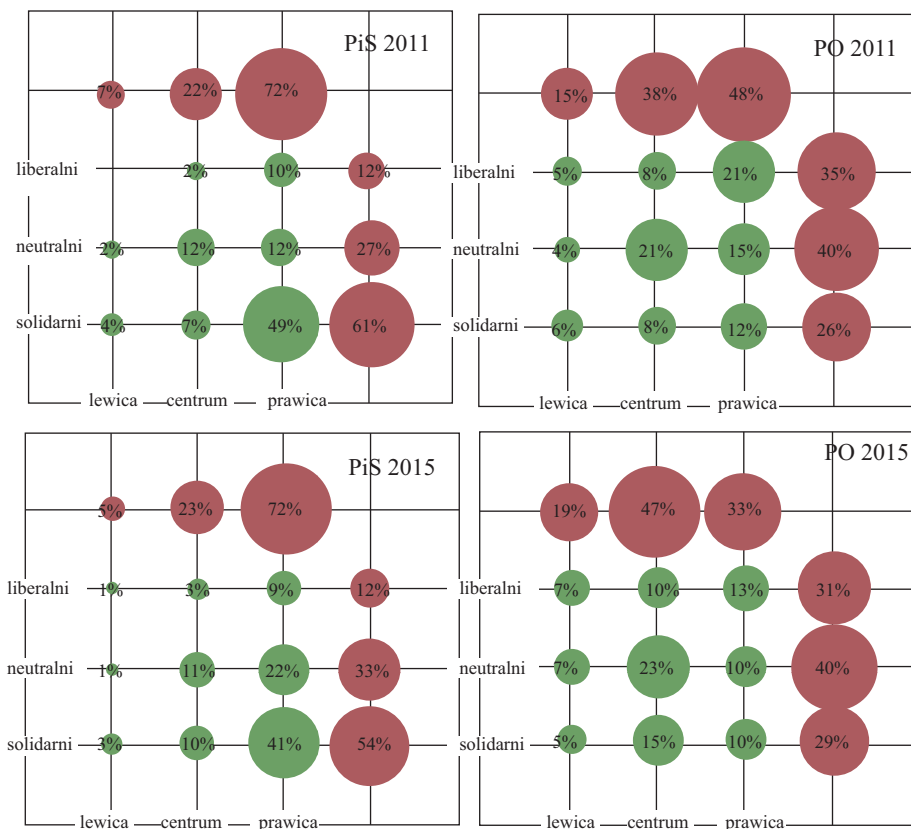 PiS 2011
7% 22% 72%
liberalni 2% 10% 12%
neutralni 2% 12% 12% 27%
solidarni 4% 7% 49% 61%
lewica centrum prawica
PO 2011
15% 38% 48%
liberalni 5% 8% 21% 35%
neutralni 4% 21% 15% 40%
solidarni 6% 8% 12% 26%
lewica centrum prawica
PiS 2015
5% 23% 72%
liberalni 1% 3% 9% 12%
neutralni 1% 11% 22% 33%
solidarni 3% 10% 41% 54%
lewica centrum prawica
PO 2015
19% 47% 33%
liberalni 7% 10% 13% 31%
neutralni 7% 23% 10% 40%
solidarni 5% 15% 10% 29%
lewica centrum prawica